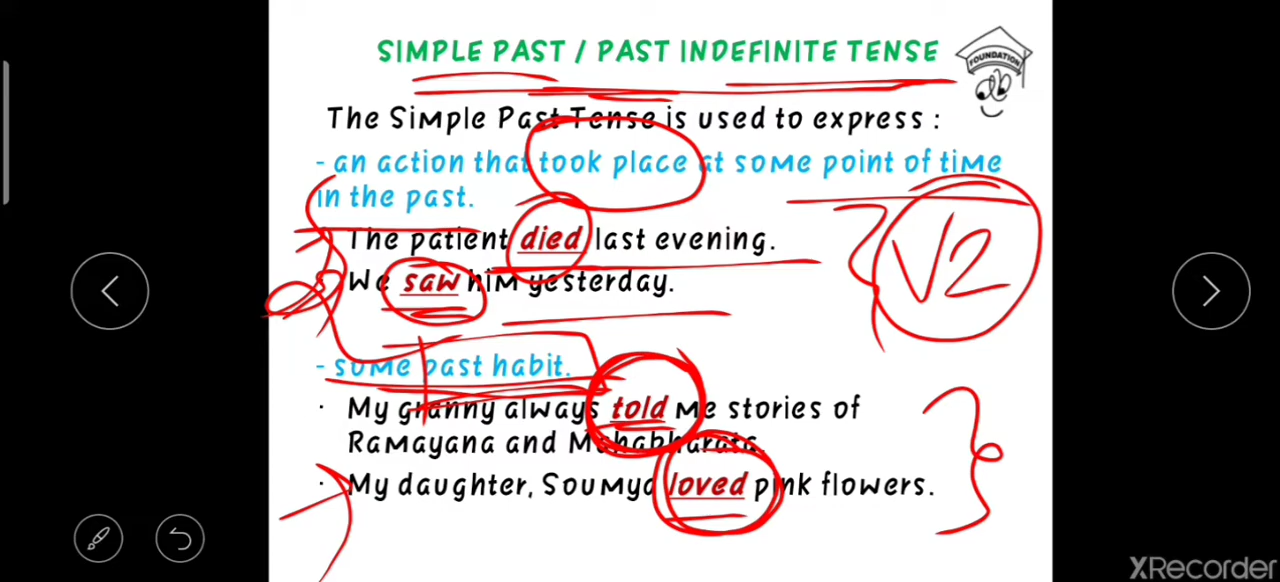 SIMPLE PAST / PAST INDEFINITE TENSE
FOUNDATION
The Simple Past Tense is used to express :
- an action that took place at some point of time
in the past.
The patient died last evening.
We saw him yesterday.
V2
- some past habit.
· My granny always told me stories of
Ramayana and Mahabharata.
· My daughter, Soumya loved pink flowers.
XRecorder